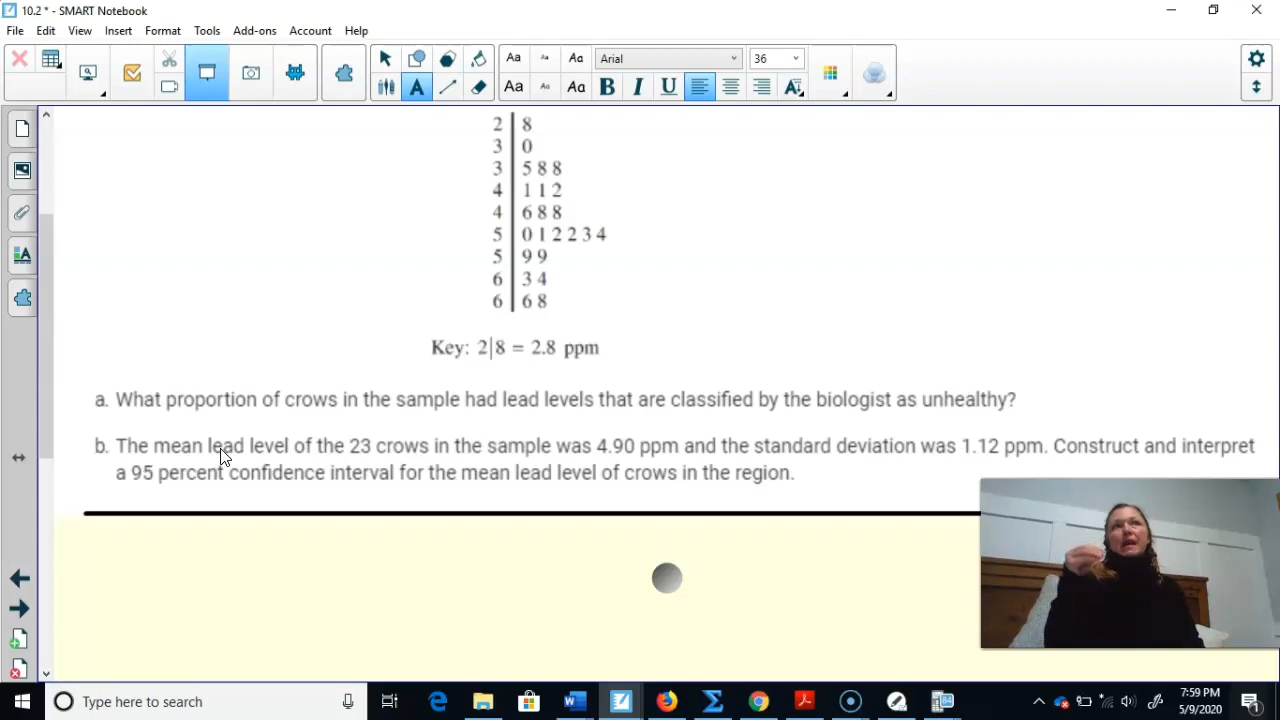 10.2 * - SMART Notebook
File Edit View Insert Format Tools Add-ons Account Help
Aa Aa Aa Arial 36
A Aa Aa Aa B I U A
2 | 8
3 | 0
3 | 5 8 8
4 | 1 1 2
4 | 6 8 8
5 | 0 1 2 2 3 4
5 | 9 9
6 | 3 4
6 | 6 8
Key: 2|8 = 2.8 ppm
a. What proportion of crows in the sample had lead levels that are classified by the biologist as unhealthy?
b. The mean lead level of the 23 crows in the sample was 4.90 ppm and the standard deviation was 1.12 ppm. Construct and interpret
a 95 percent confidence interval for the mean lead level of crows in the region.
Type here to search
7:59 PM
5/9/2020